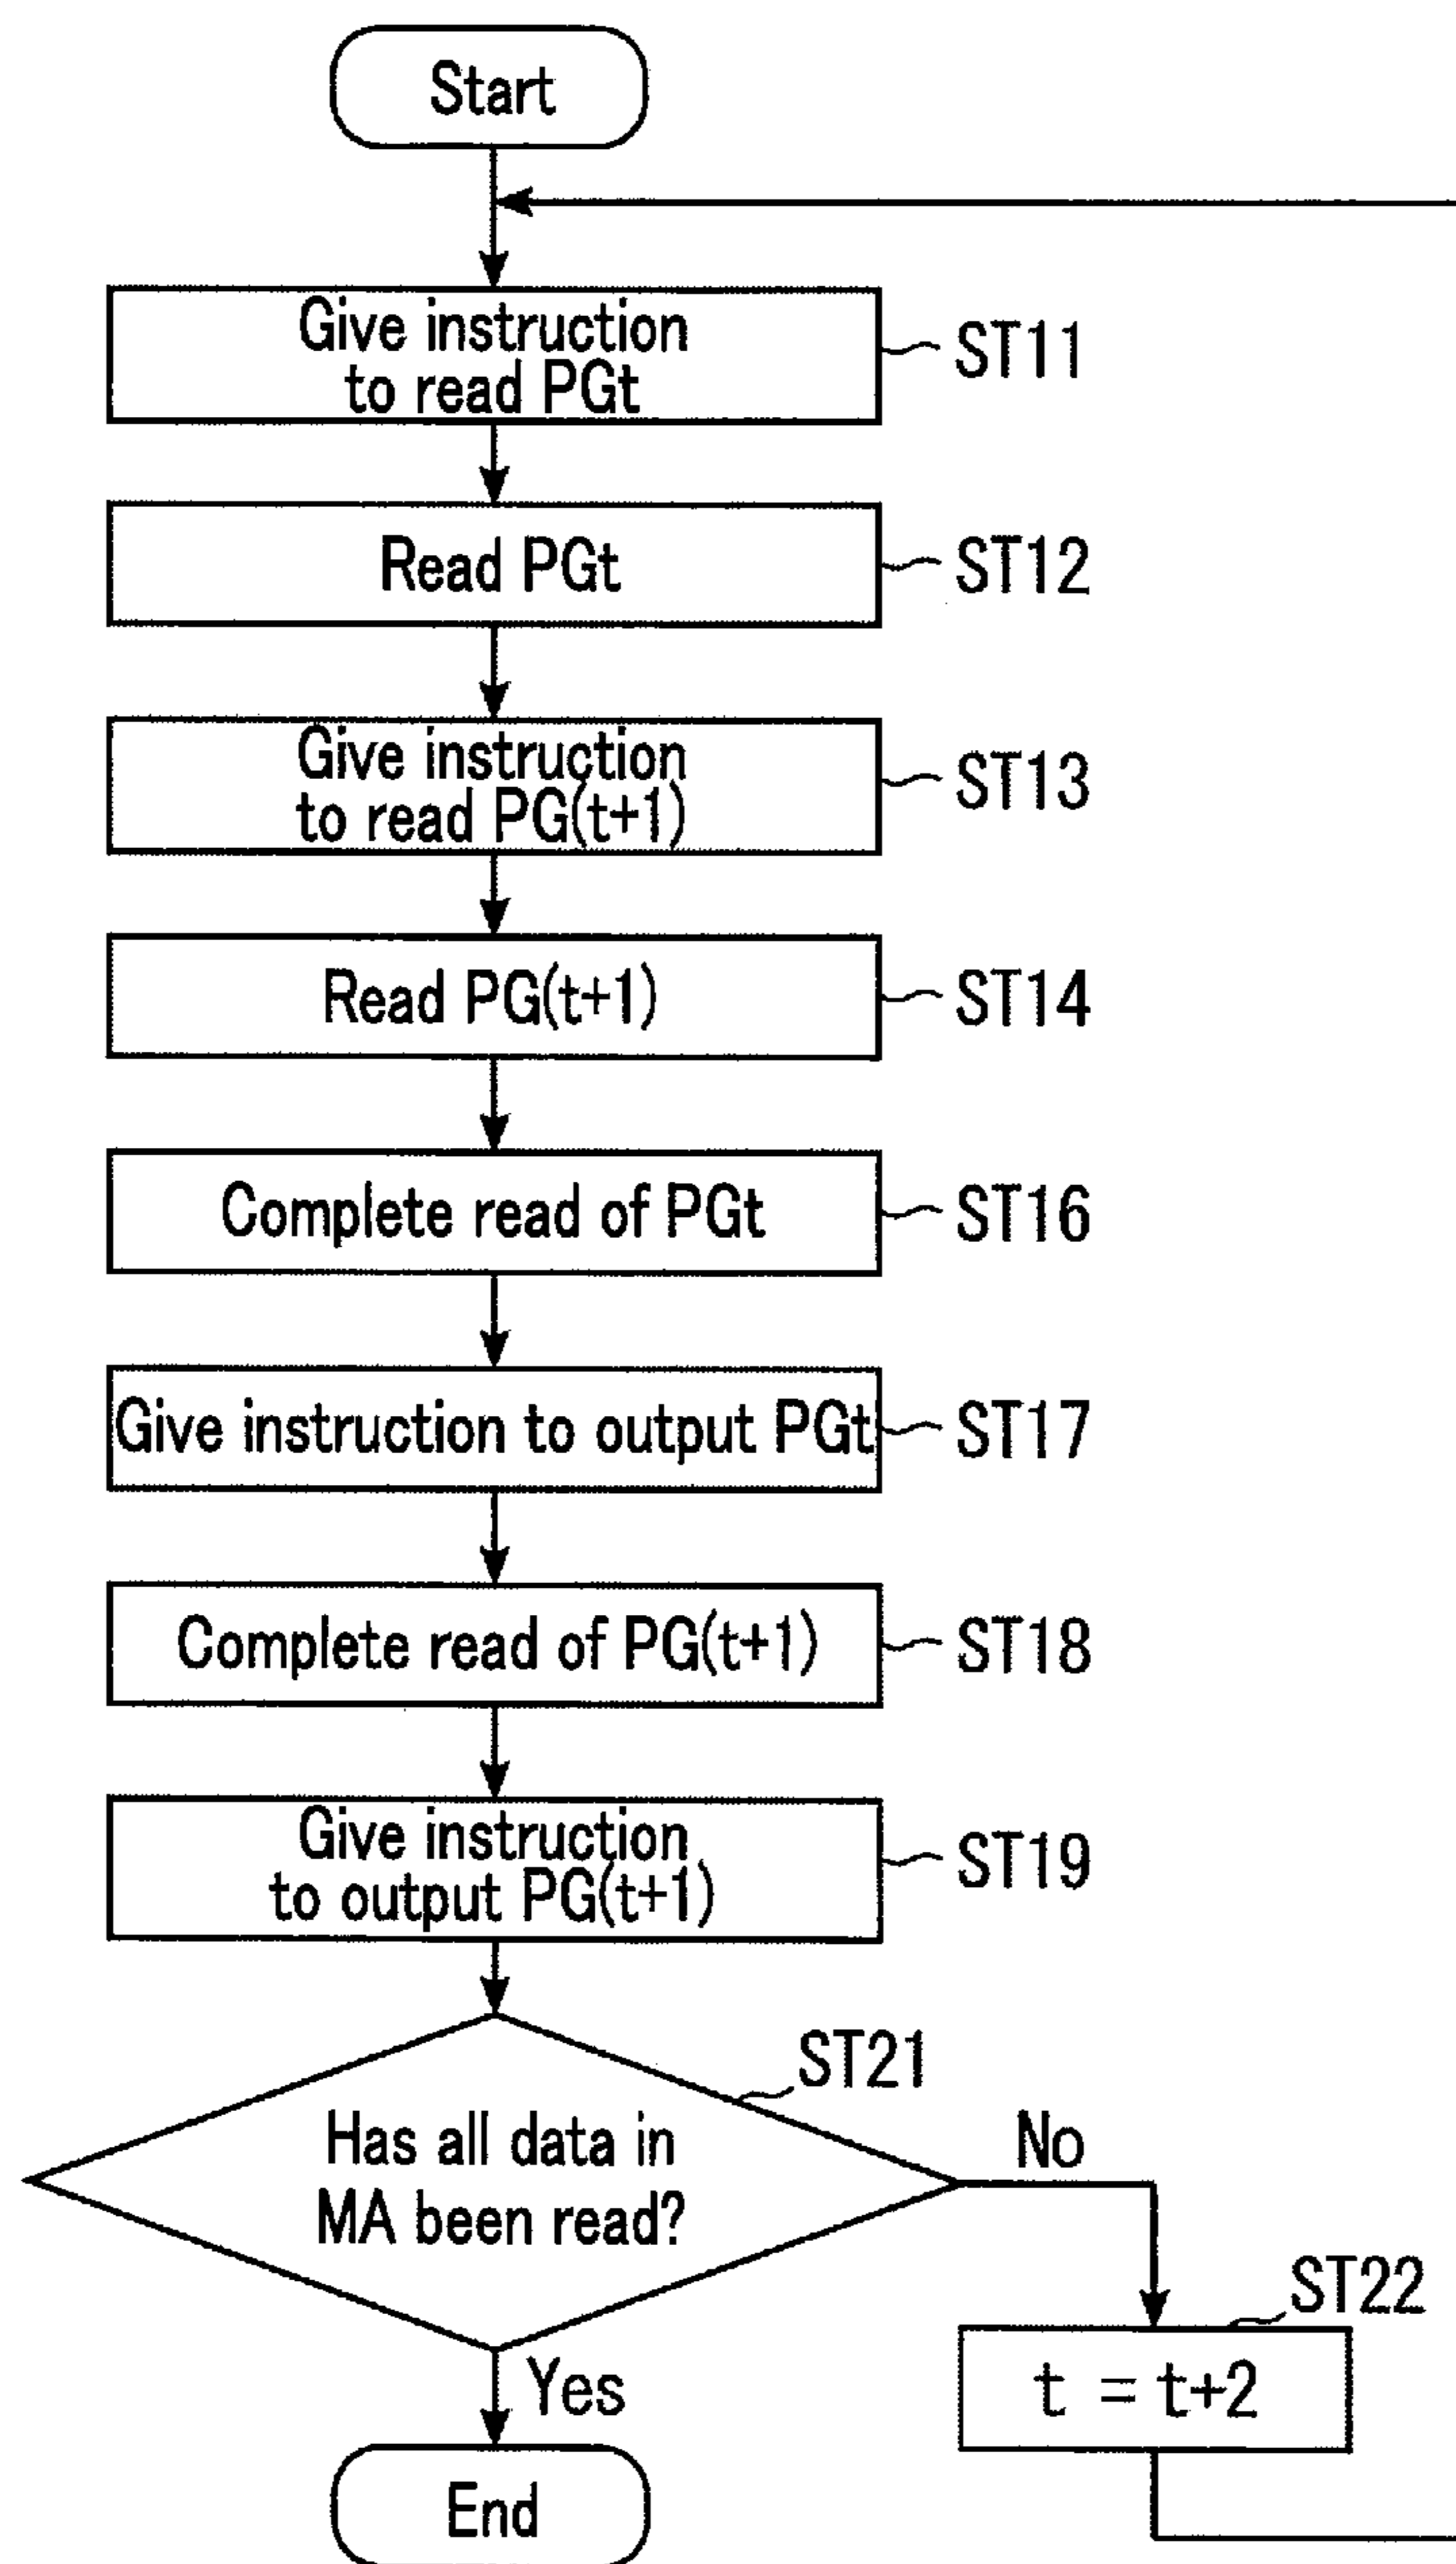 Start
Give instruction
to read PGt
ST11
Read PGt
ST12
Give instruction
to read PG(t+1)
ST13
Read PG(t+1)
ST14
Complete read of PGt
ST16
Give instruction to output PGt
ST17
Complete read of PG(t+1)
ST18
Give instruction
to output PG(t+1)
ST19
ST21
Has all data in
MA been read?
No
ST22
t = t+2
Yes
End